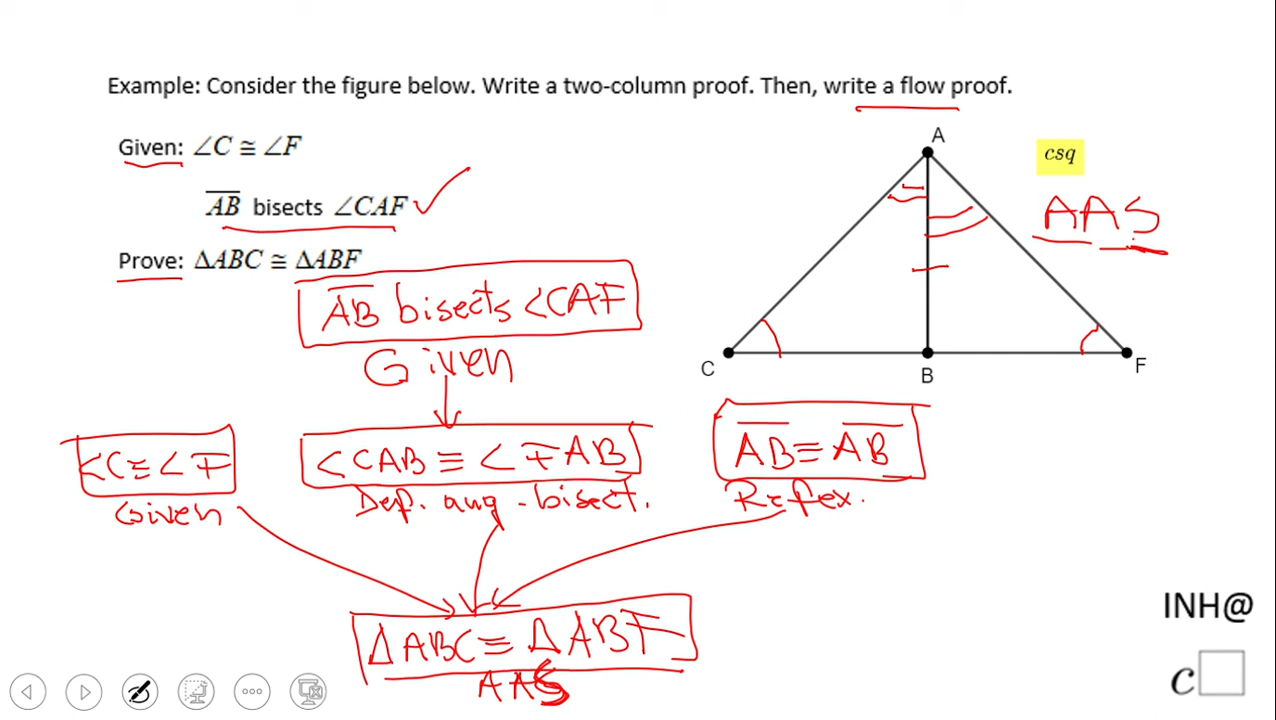 Example: Consider the figure below. Write a two-column proof. Then, write a flow proof.
Given: ∠C ≅ ∠F
AB bisects ∠CAF
Prove: ΔABC ≅ ΔABF
A
csq
AAS
C
B
F
AB bisects <CAF
Given
<C≡<F
Given
<CAB ≡ <FAB
Def. ang-bisect.
AB≡AB
Refex.
ΔABC≡ΔABF
AAS
INH@
c